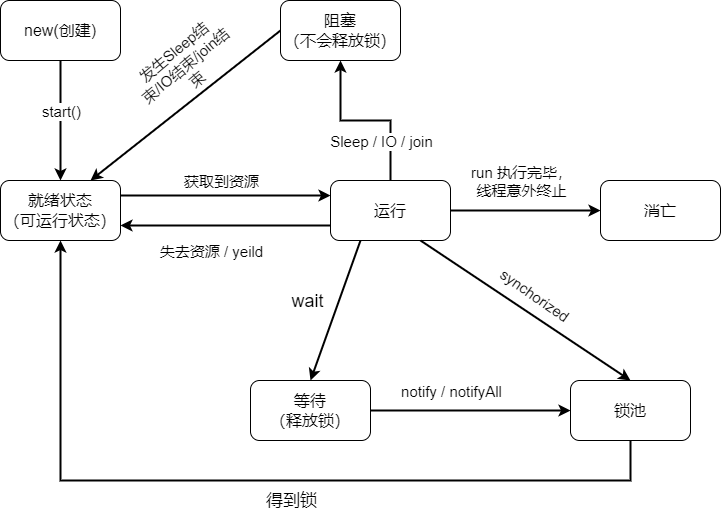 new(创建)
阻塞
（不会释放锁）
发生Sleep结
束/IO结束/join结
束
start()
Sleep / IO / join
就绪状态
（可运行状态）
获取到资源
运行
run 执行完毕，
线程意外终止
消亡
失去资源 / yeild
wait
synchorized
等待
（释放锁）
notify / notifyAll
锁池
得到锁